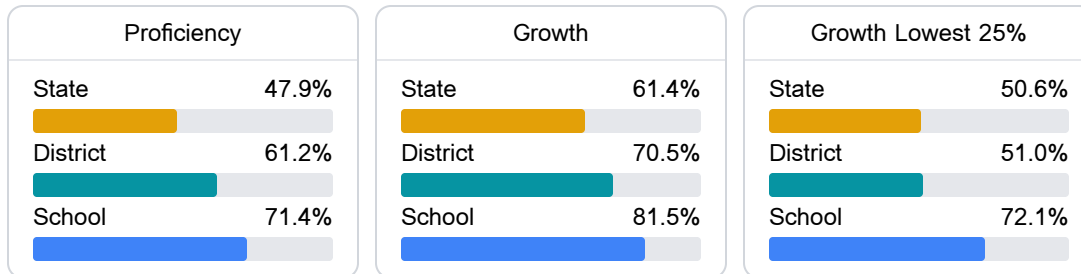 Proficiency
State 47.9%
District 61.2%
School 71.4%
Growth
State 61.4%
District 70.5%
School 81.5%
Growth Lowest 25%
State 50.6%
District 51.0%
School 72.1%